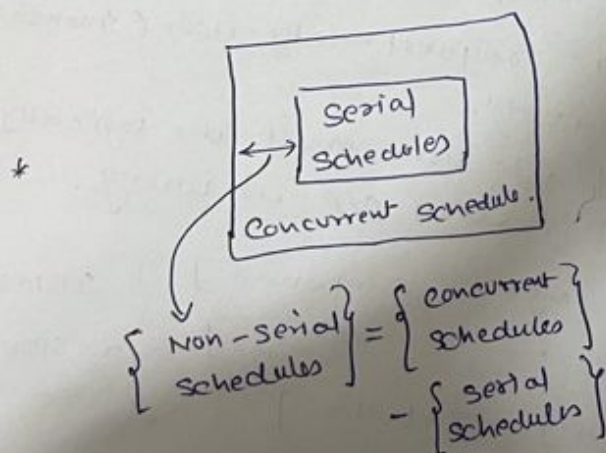 Serial
Schedules
*
Concurrent schedule.
{ Non-serial schedules } = { concurrent schedules }
- { serial schedules }